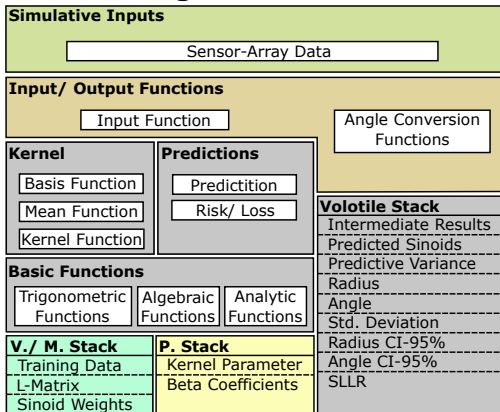 Simulative Inputs
Sensor-Array Data
Input/ Output Functions
Input Function
Angle Conversion
Functions
Kernel
Basis Function
Mean Function
Kernel Function
Predictions
Predictition
Risk/ Loss
Basic Functions
Trigonometric
Functions
Algebraic
Functions
Analytic
Functions
Volotile Stack
Intermediate Results
Predicted Sinoids
Predictive Variance
Radius
Angle
Std. Deviation
Radius CI-95%
Angle CI-95%
SLLR
V./ M. Stack
Training Data
L-Matrix
Sinoid Weights
P. Stack
Kernel Parameter
Beta Coefficients